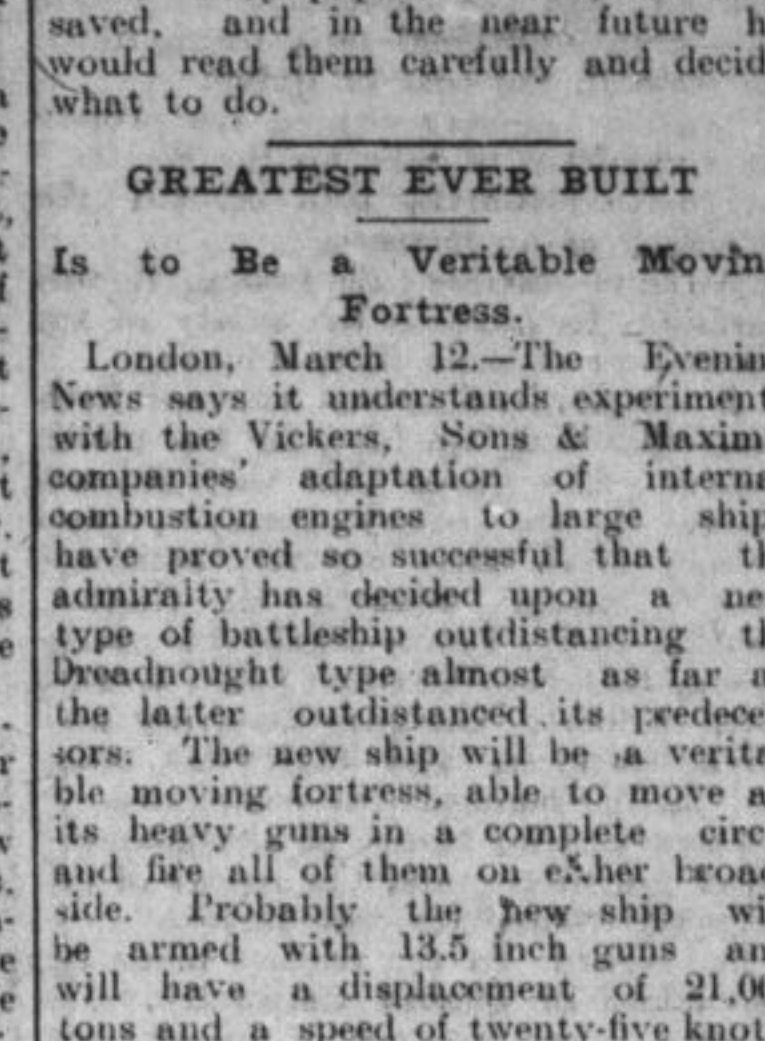 saved, and in the near future h
would read them carefully and decid
what to do.
GREATEST EVER BUILT
Is to Be a Veritable Movin
Fortress.
London, March 12.—The Evenin
News says it understands experiment
with the Vickers, Sons & Maxim
companies' adaptation of interna
combustion engines to large ship
have proved so successful that th
admiralty has decided upon a ne
type of battleship outdistancing th
Dreadnought type almost as far a
the latter outdistanced its predece
sors. The new ship will be a verita
ble moving fortress, able to move a
its heavy guns in a complete circ
and fire all of them on either broad
side. Probably the new ship wi
be armed with 13.5 inch guns an
will have a displacement of 21,00
tons and a speed of twenty-five knot